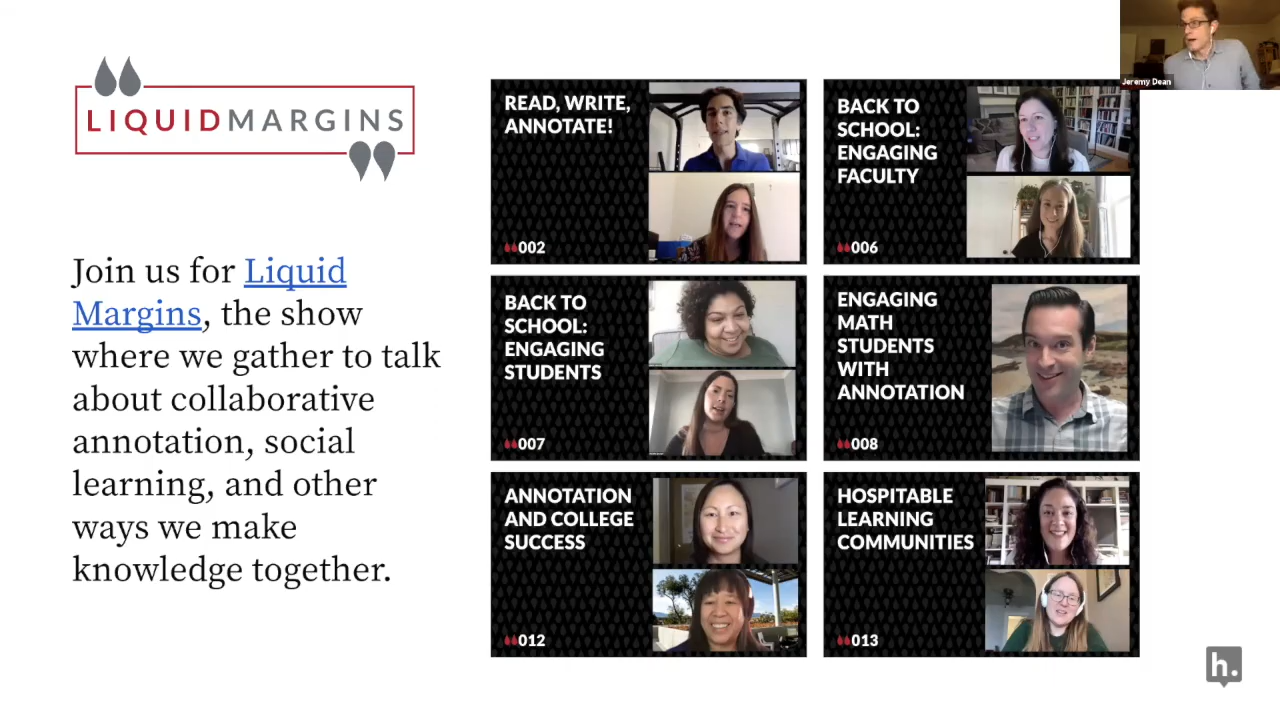 LIQUIDMARGINS
Join us for Liquid
Margins, the show
where we gather to talk
about collaborative
annotation, social
learning, and other
ways we make
knowledge together.
READ, WRITE,
ANNOTATE!
002
BACK TO
SCHOOL:
ENGAGING
FACULTY
006
BACK TO
SCHOOL:
ENGAGING
STUDENTS
007
ENGAGING
MATH
STUDENTS
WITH
ANNOTATION
008
ANNOTATION
AND COLLEGE
SUCCESS
012
HOSPITABLE
LEARNING
COMMUNITIES
013
Jeremy Dean
h.